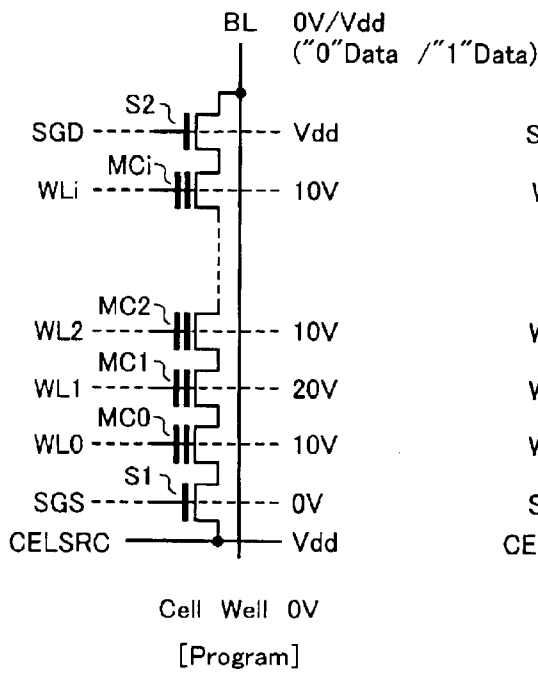 BL 0V/Vdd
("0"Data /"1"Data)
S2
SGD Vdd S
MCi
WLi 10V W
MC2
WL2 10V W
MC1
WL1 20V W
MC0
WL0 10V W
S1
SGS 0V S
CELSRC Vdd CE
Cell Well 0V
[Program]